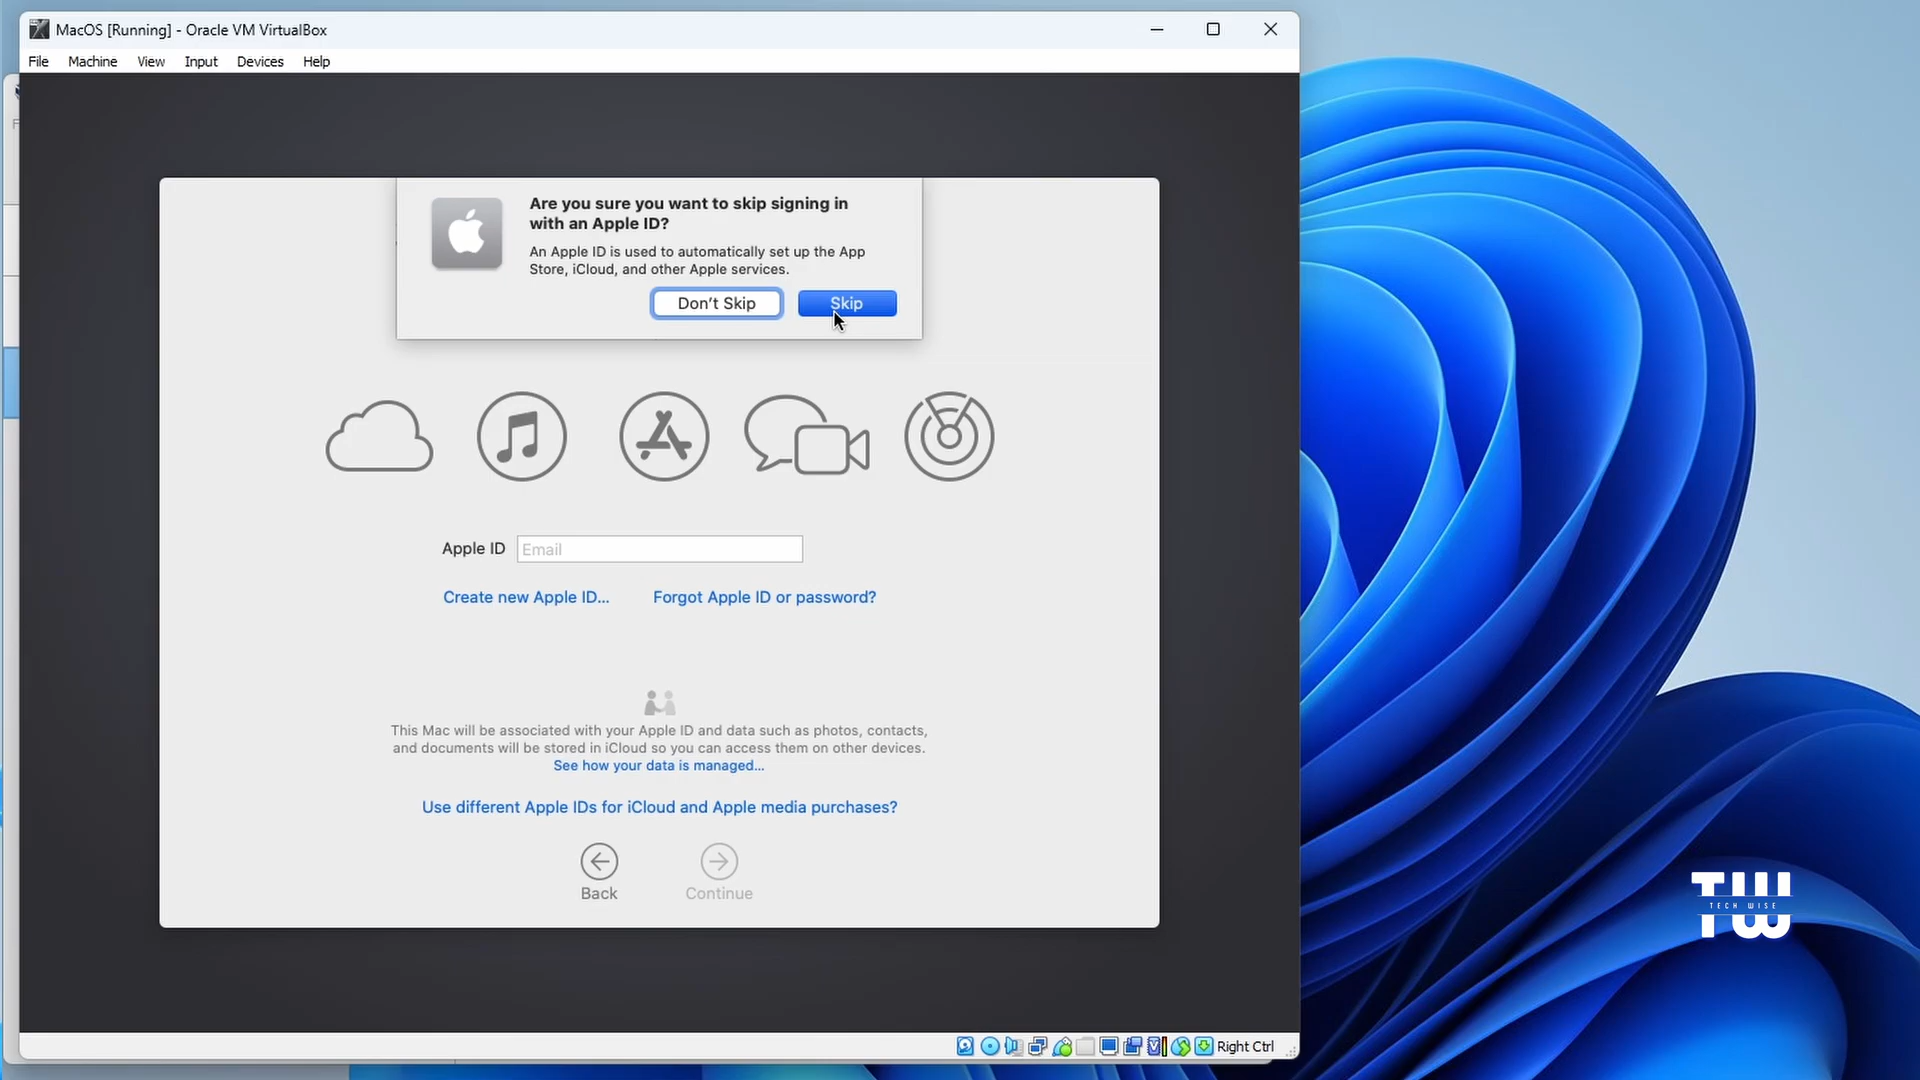 MacOS [Running] - Oracle VM VirtualBox
File Machine View Input Devices Help
Are you sure you want to skip signing in
with an Apple ID?
An Apple ID is used to automatically set up the App
Store, iCloud, and other Apple services.
Don't Skip Skip
Apple ID Email
Create new Apple ID... Forgot Apple ID or password?
This Mac will be associated with your Apple ID and data such as photos, contacts,
and documents will be stored in iCloud so you can access them on other devices.
See how your data is managed...
Use different Apple IDs for iCloud and Apple media purchases?
Back Continue
TW
TECH WISE
Right Ctrl